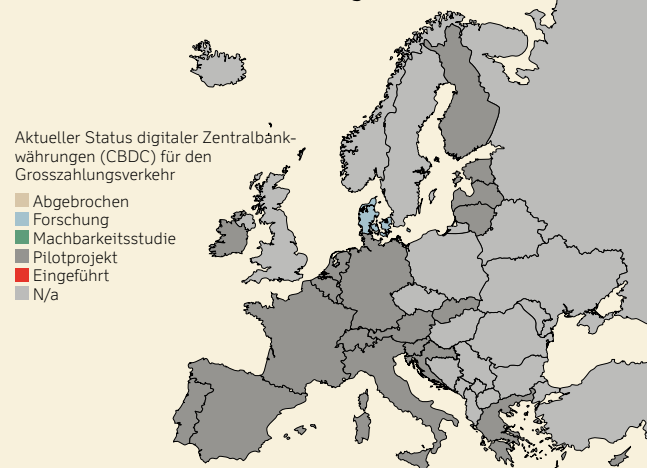 Aktueller Status digitaler Zentralbank-
währungen (CBDC) für den
Grosszahlungsverkehr
Abgebrochen
Forschung
Machbarkeitsstudie
Pilotprojekt
Eingeführt
N/a